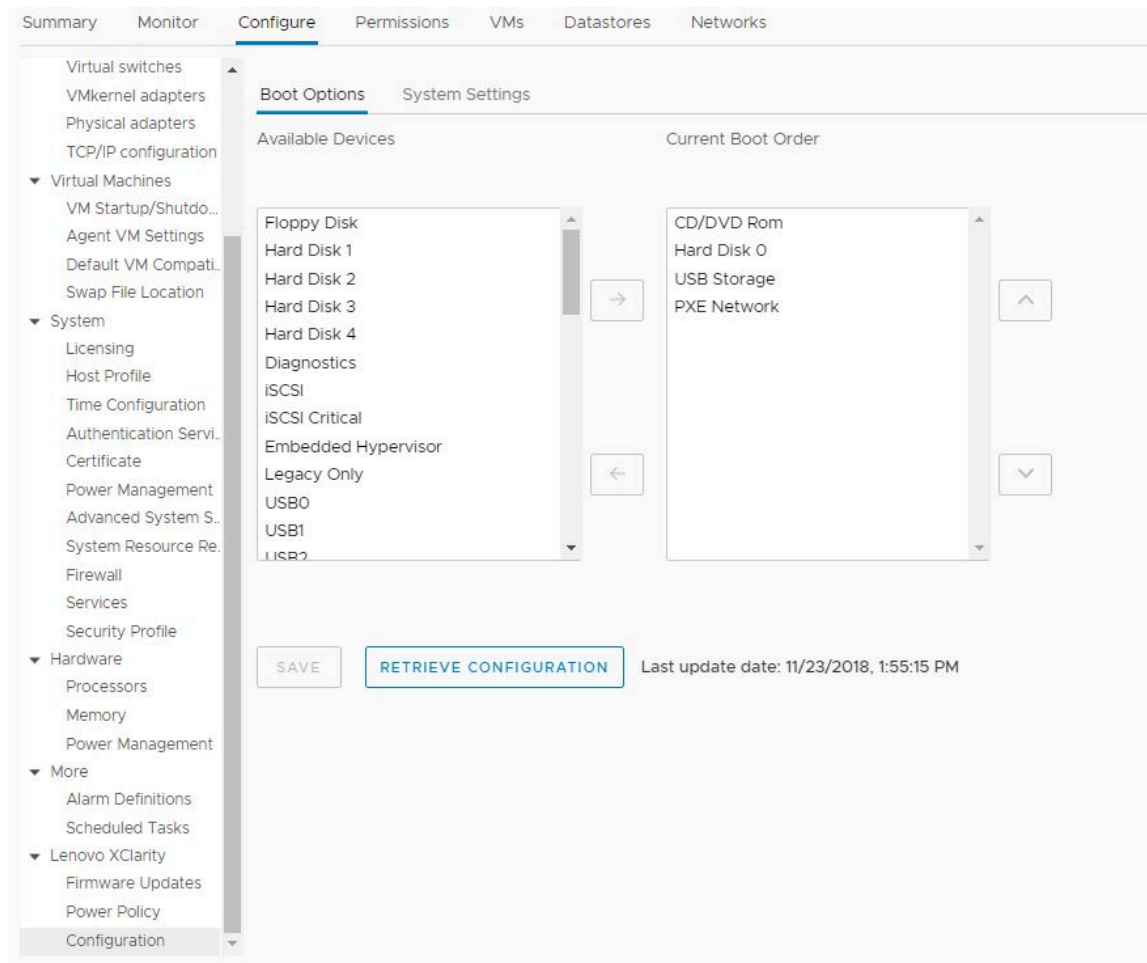 Summary Monitor Configure Permissions VMs Datastores Networks
Virtual switches
VMkernel adapters
Physical adapters
TCP/IP configuration
Virtual Machines
VM Startup/Shutdo...
Agent VM Settings
Default VM Compati..
Swap File Location
System
Licensing
Host Profile
Time Configuration
Authentication Servi..
Certificate
Power Management
Advanced System S..
System Resource Re.
Firewall
Services
Security Profile
Hardware
Processors
Memory
Power Management
More
Alarm Definitions
Scheduled Tasks
Lenovo XClarity
Firmware Updates
Power Policy
Configuration
Boot Options System Settings
Available Devices
Floppy Disk
Hard Disk 1
Hard Disk 2
Hard Disk 3
Hard Disk 4
Diagnostics
iSCSI
iSCSI Critical
Embedded Hypervisor
Legacy Only
USB0
USB1
USB2
Current Boot Order
CD/DVD Rom
Hard Disk 0
USB Storage
PXE Network
SAVE RETRIEVE CONFIGURATION Last update date: 11/23/2018, 1:55:15 PM